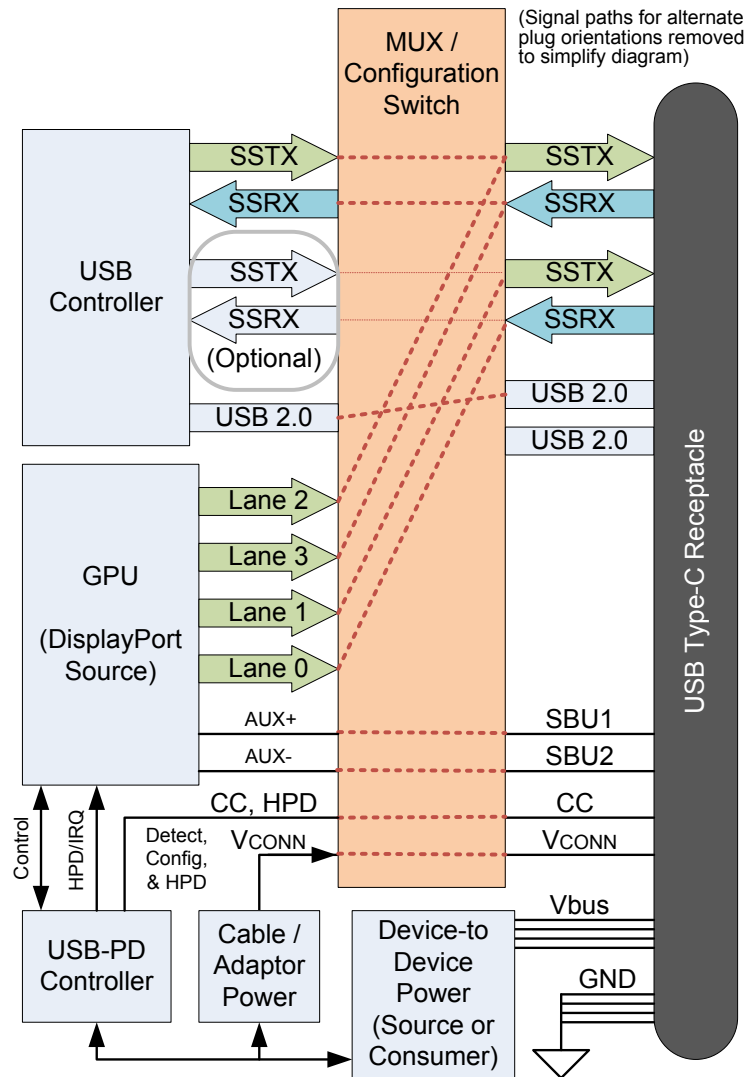 (Signal paths for alternate
plug orientations removed
to simplify diagram)
MUX /
Configuration
Switch
USB
Controller
SSTX
SSRX
SSTX
SSRX
(Optional)
USB 2.0
SSTX
SSRX
SSTX
SSRX
USB 2.0
USB 2.0
USB Type-C Receptacle
GPU
(DisplayPort
Source)
Lane 2
Lane 3
Lane 1
Lane 0
AUX+
AUX-
SBU1
SBU2
CC, HPD
CC
VCONN
VCONN
Control
HPD/IRQ
Detect,
Config,
& HPD
USB-PD
Controller
Cable /
Adaptor
Power
Device-to
Device
Power
(Source or
Consumer)
Vbus
GND